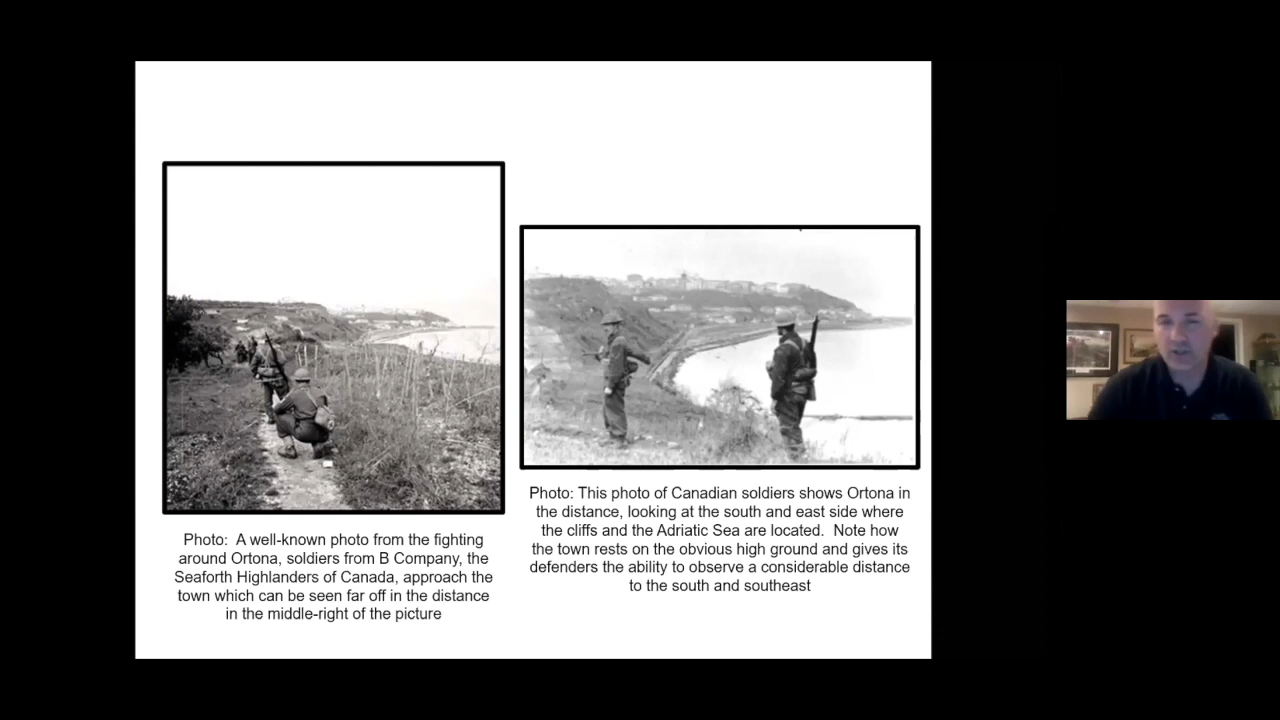 Photo:  A well-known photo from the fighting
around Ortona, soldiers from B Company, the
Seaforth Highlanders of Canada, approach the
town which can be seen far off in the distance
in the middle-right of the picture
Photo: This photo of Canadian soldiers shows Ortona in
the distance, looking at the south and east side where
the cliffs and the Adriatic Sea are located.  Note how
the town rests on the obvious high ground and gives its
defenders the ability to observe a considerable distance
to the south and southeast